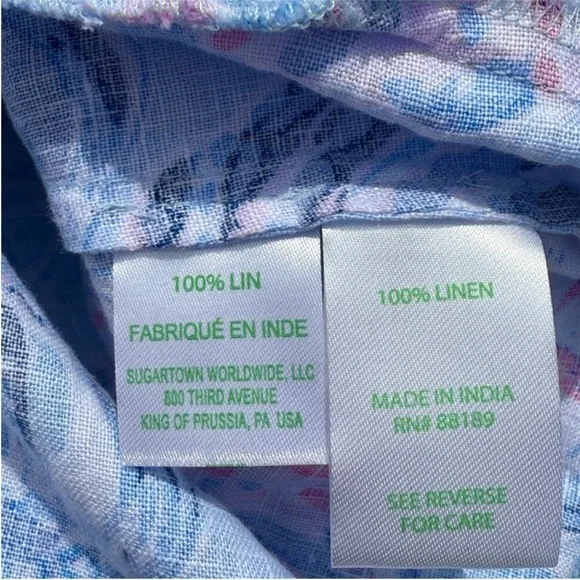 100% LIN
FABRIQUÉ EN INDE
SUGARTOWN WORLDWIDE, LLC
800 THIRD AVENUE
KING OF PRUSSIA, PA USA
100% LINEN
MADE IN INDIA
RN# 88189
SEE REVERSE
FOR CARE